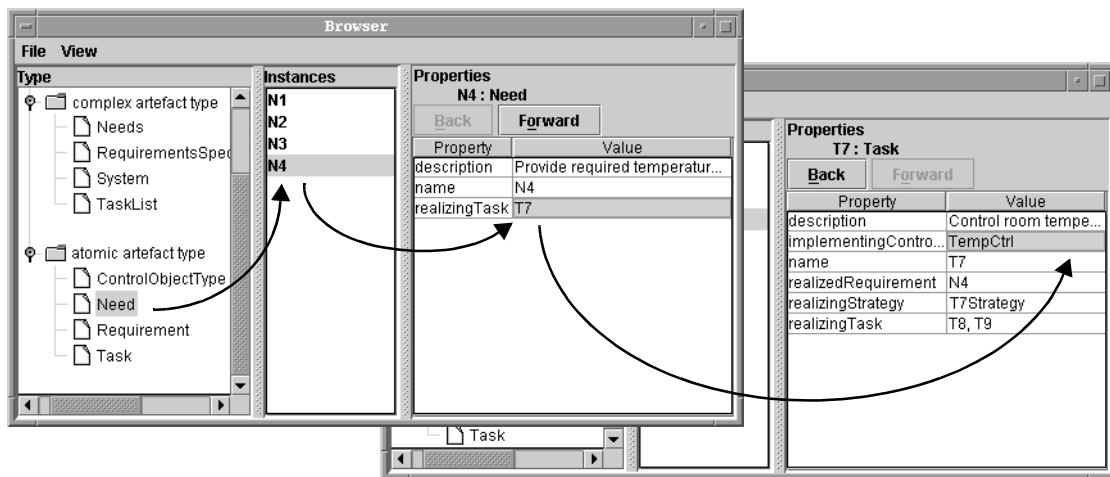 Browser
File View
Type
complex artefact type
Needs
RequirementsSpec
System
TaskList
atomic artefact type
ControlObjectType
Need
Requirement
Task
Instances
N1
N2
N3
N4
Properties
N4 : Need
Back Forward
Property Value
description Provide required temperatur...
name N4
realizingTask T7
Task
Properties
T7 : Task
Back Forward
Property Value
description Control room tempe...
implementingContro... TempCtrl
name T7
realizedRequirement N4
realizingStrategy T7Strategy
realizingTask T8, T9